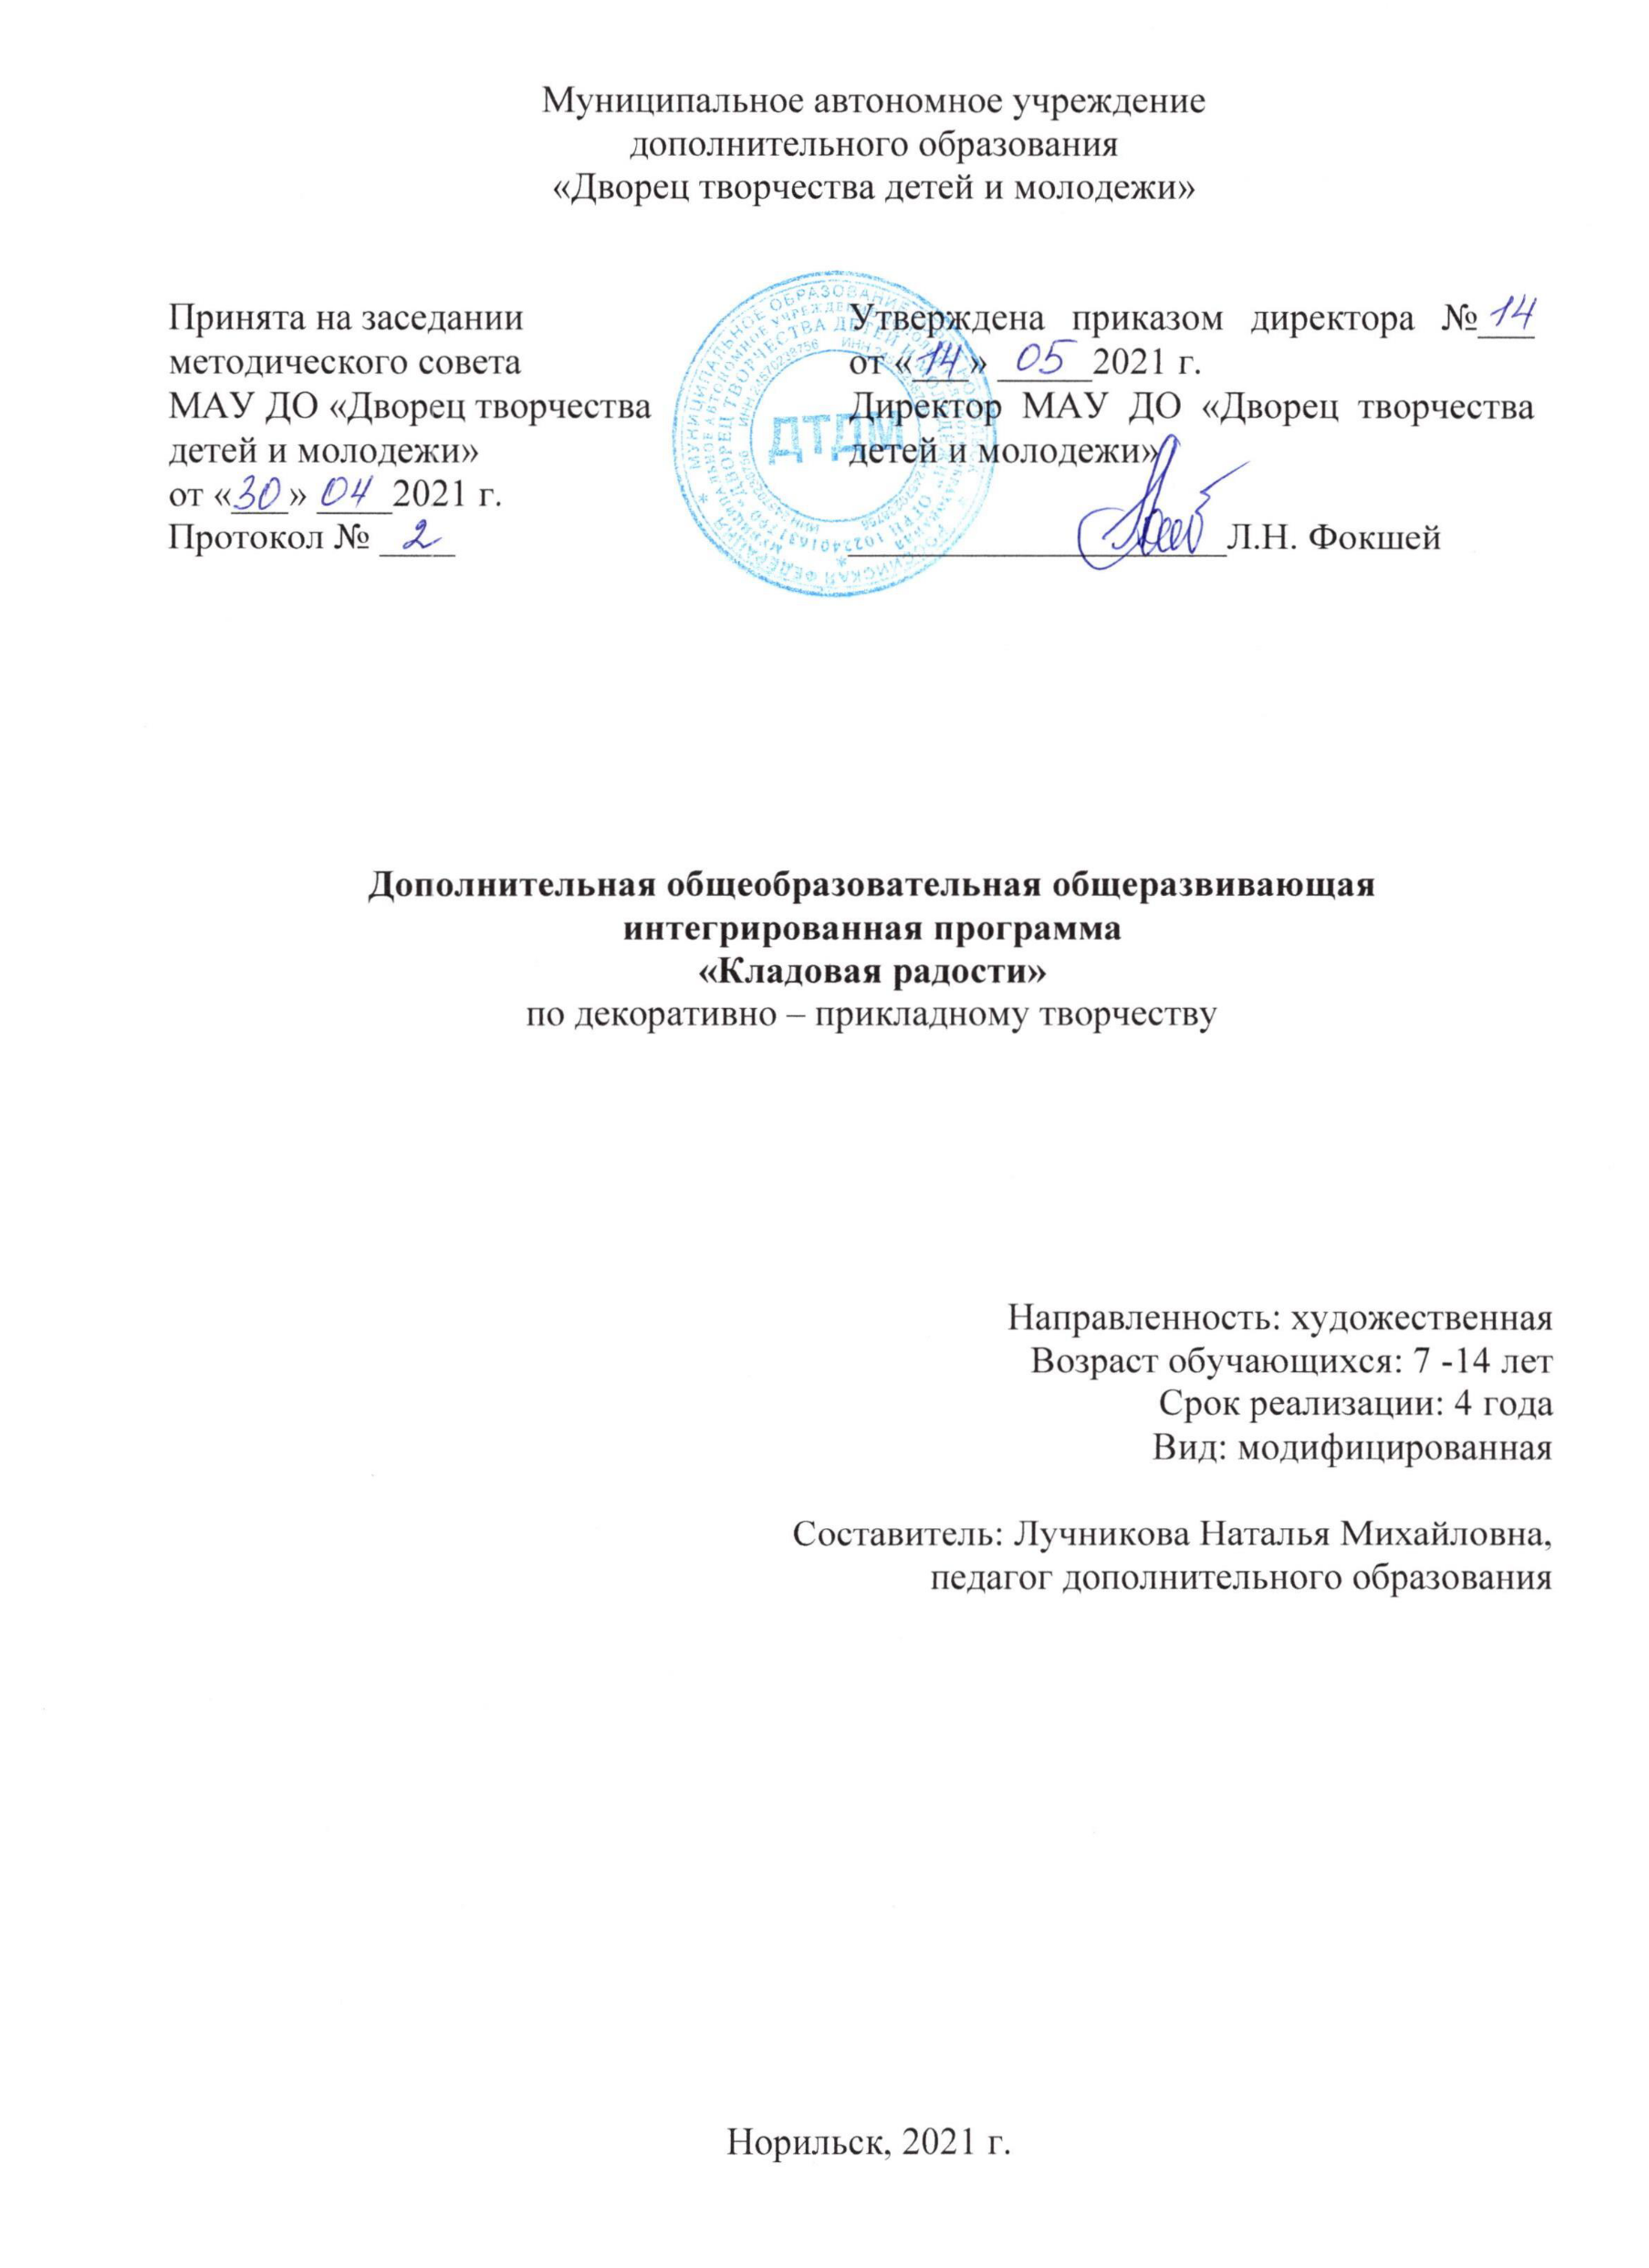 Муниципальное автономное учреждение
дополнительного образования
«Дворец творчества детей и молодежи»
Принята на заседании
методического совета
МАУ ДО «Дворец творчества
детей и молодежи»
от «30» 04 2021 г.
Протокол № 2
Утверждена приказом директора № 14
от «14» 05 2021 г.
Директор МАУ ДО «Дворец творчества
детей и молодежи»
Л.Н. Фокшей
ДТДМ
Дополнительная общеобразовательная общеразвивающая
интегрированная программа
«Кладовая радости»
по декоративно – прикладному творчеству
Направленность: художественная
Возраст обучающихся: 7 -14 лет
Срок реализации: 4 года
Вид: модифицированная
Составитель: Лучникова Наталья Михайловна,
педагог дополнительного образования
Норильск, 2021 г.